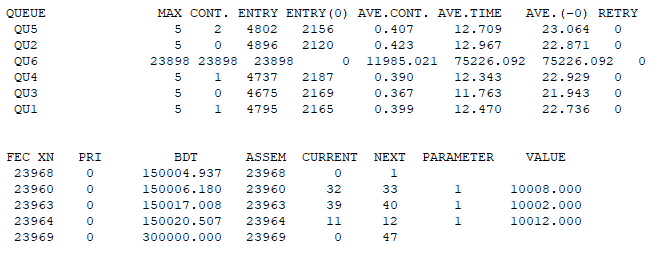 QUEUE MAX CONT. ENTRY ENTRY(0) AVE.CONT. AVE.TIME AVE.(-0) RETRY
QU5 5 2 4802 2156 0.407 12.709 23.064 0
QU2 5 0 4896 2120 0.423 12.967 22.871 0
QU6 23898 23898 23898 0 11985.021 75226.092 75226.092 0
QU4 5 1 4737 2187 0.390 12.343 22.929 0
QU3 5 0 4675 2169 0.367 11.763 21.943 0
QU1 5 1 4795 2165 0.399 12.470 22.736 0
FEC XN PRI BDT ASSEM CURRENT NEXT PARAMETER VALUE
23968 0 150004.937 23968 0 1
23960 0 150006.180 23960 32 33 1 10008.000
23963 0 150017.008 23963 39 40 1 10002.000
23964 0 150020.507 23964 11 12 1 10012.000
23969 0 300000.000 23969 0 47